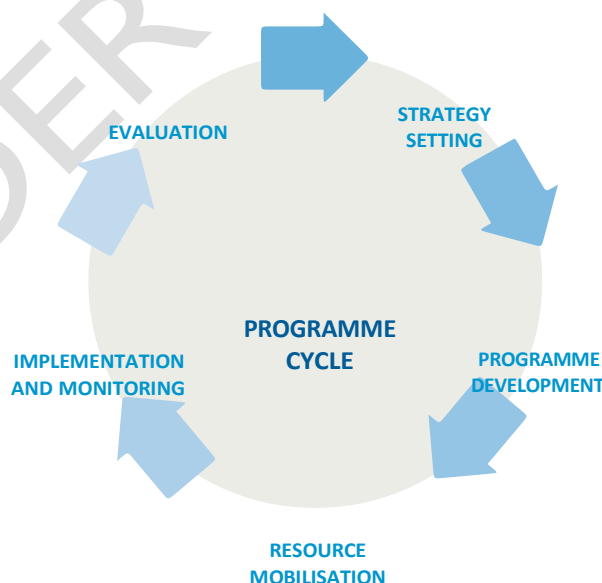 STRATEGY
SETTING
PROGRAMME
DEVELOPMENT
RESOURCE
MOBILISATION
IMPLEMENTATION
AND MONITORING
EVALUATION
PROGRAMME
CYCLE